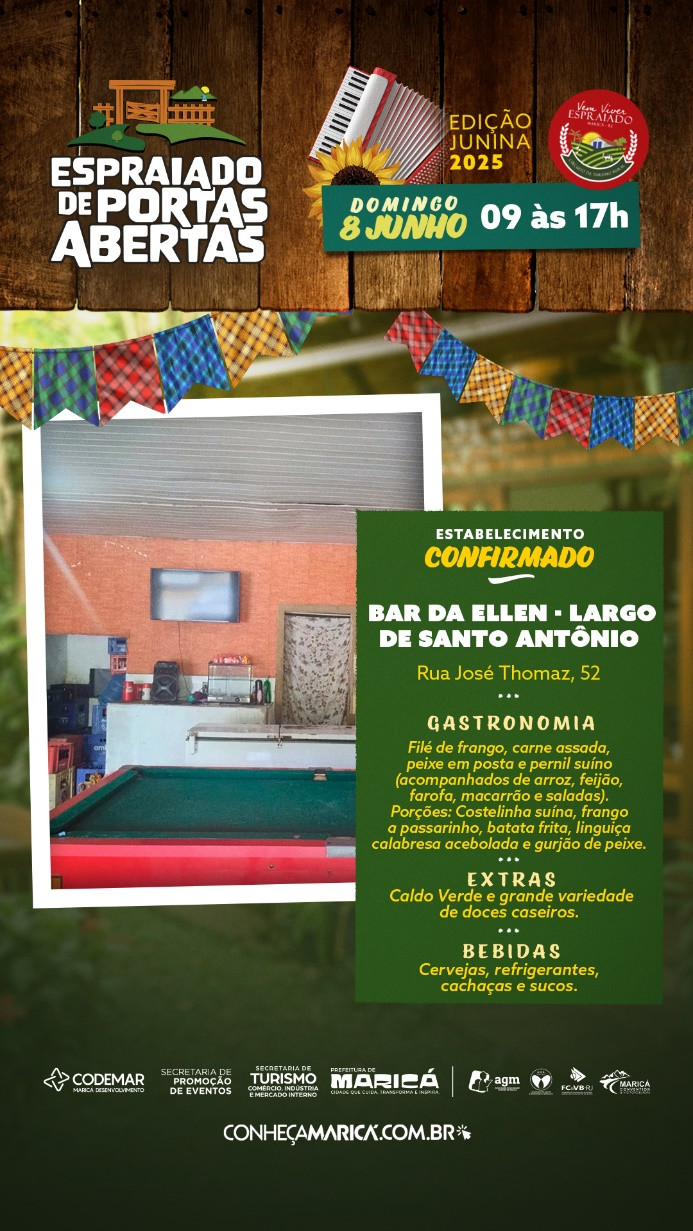 ESPRAIADO
DE PORTAS
ABERTAS
EDIÇÃO
JUNINA
2025
Vem Viver
ESPRAIADO
DOMINGO
8 JUNHO
09 às 17h
ESTABELECIMENTO
CONFIRMADO
BAR DA ELLEN · LARGO
DE SANTO ANTÔNIO
Rua José Thomaz, 52
GASTRONOMIA
Filé de frango, carne assada,
peixe em posta e pernil suíno
(acompanhados de arroz, feijão,
farofa, macarrão e saladas).
Porções: Costelinha suína, frango
a passarinho, batata frita, linguiça
calabresa acebolada e gurjão de peixe.
EXTRAS
Caldo Verde e grande variedade
de doces caseiros.
BEBIDAS
Cervejas, refrigerantes,
cachaças e sucos.
CODEMAR
MARICÁ DESENVOLVIMENTO
SECRETARIA DE
PROMOÇÃO
DE EVENTOS
SECRETARIA DE
TURISMO
COMÉRCIO, INDÚSTRIA
E MERCADO INTERNO
PREFEITURA DE
MARICÁ
CIDADE QUE CUIDA, TRANSFORMA E INSPIRA.
agm
FC&VB-RJ
MARICÁ
CONHEÇAMARICÁ.COM.BR